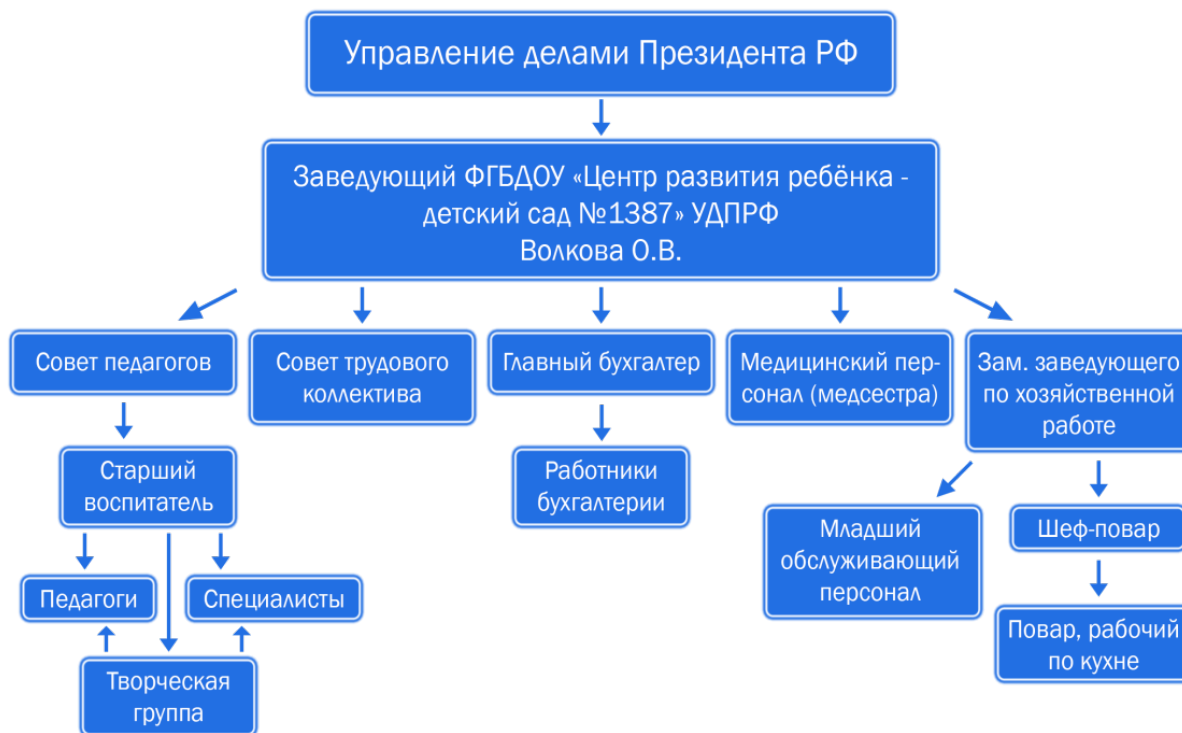 Управление делами Президента РФ
Заведующий ФГБДОУ «Центр развития ребёнка -
детский сад №1387» УДПРФ
Волкова О.В.
Совет педагогов
Совет трудового
коллектива
Главный бухгалтер
Медицинский пер-
сонал (медсестра)
Зам. заведующего
по хозяйственной
работе
Старший
воспитатель
Работники
бухгалтерии
Младший
обслуживающий
персонал
Шеф-повар
Педагоги
Специалисты
Повар, рабочий
по кухне
Творческая
группа